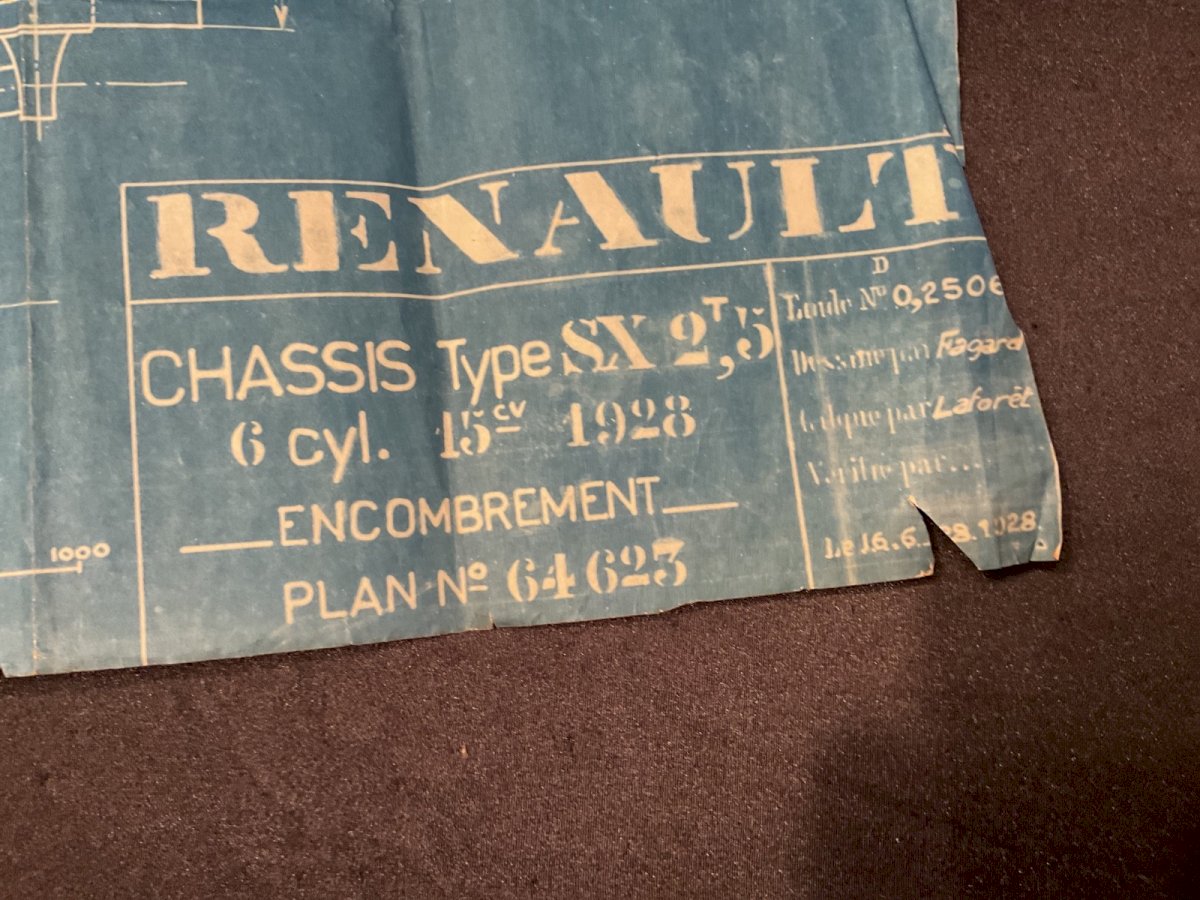 RENAULT
CHASSIS Type SX 2T,5
6 cyl. 15cv 1928
ENCOMBREMENT
PLAN Nº 64623
D
Nº 0,2506
Dessiné par Fagard
Calqué par Laforêt
Vérifié par...
Le 16.6. 1928.
1000